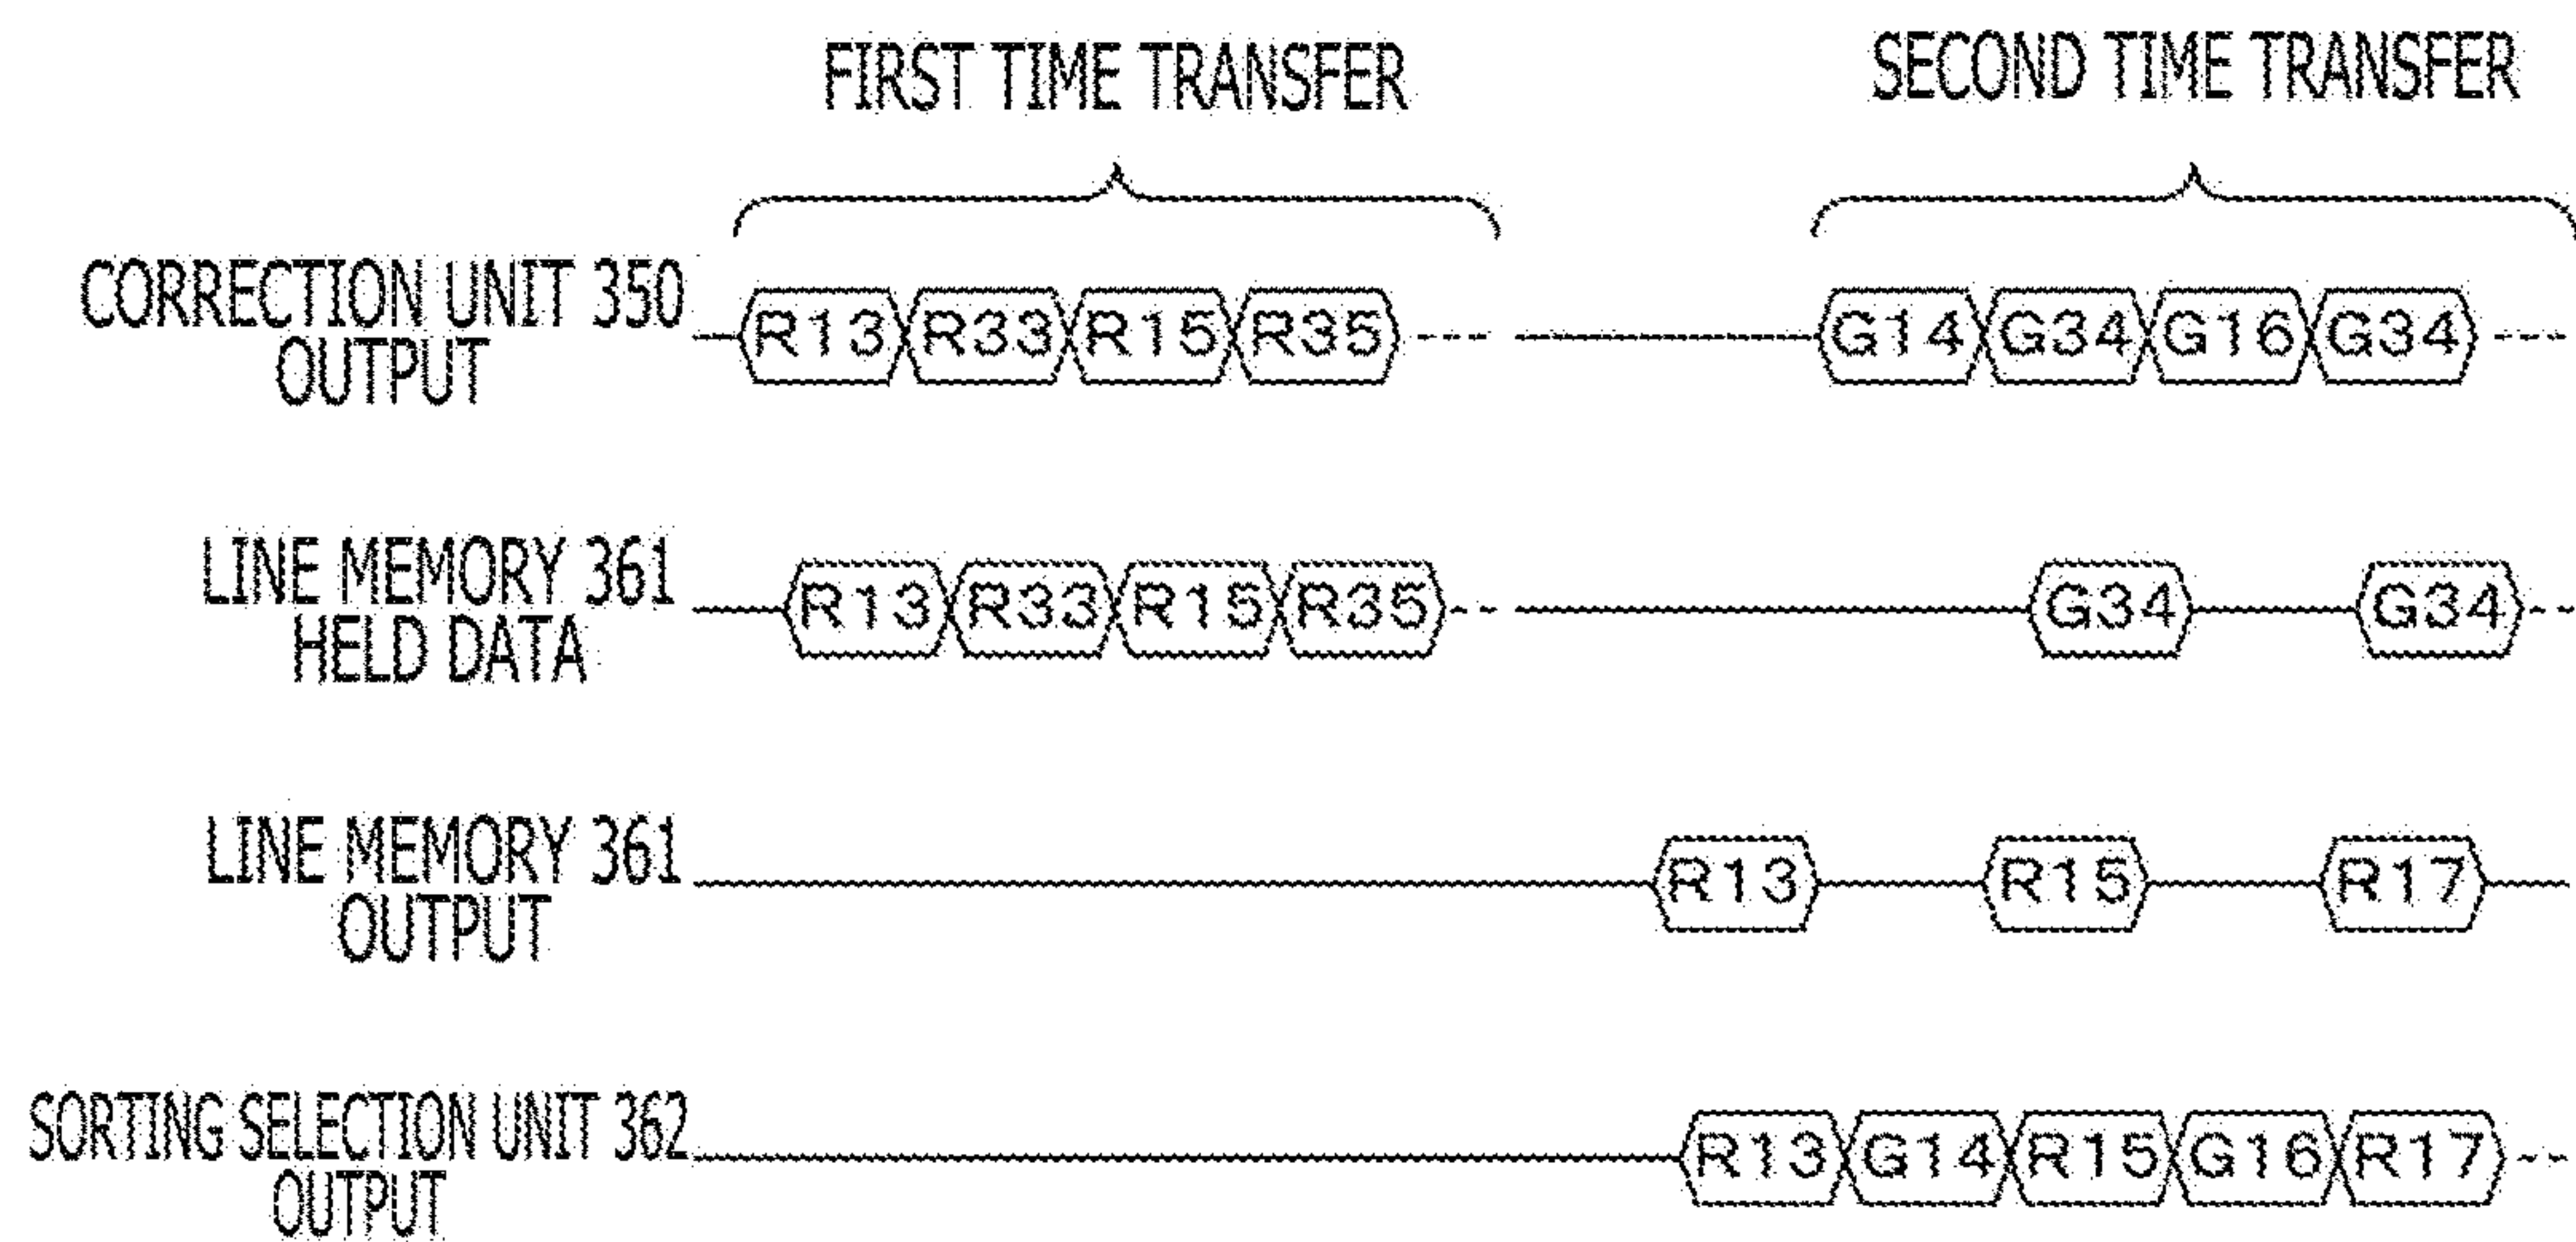 FIRST TIME TRANSFER
SECOND TIME TRANSFER
CORRECTION UNIT 350
OUTPUT
R13 R33 R15 R35 G14 G34 G16 G34
LINE MEMORY 361
HELD DATA
R13 R33 R15 R35 G34 G34
LINE MEMORY 361
OUTPUT
R13 R15 R17
SORTING SELECTION UNIT 362
OUTPUT
R13 G14 R15 G16 R17